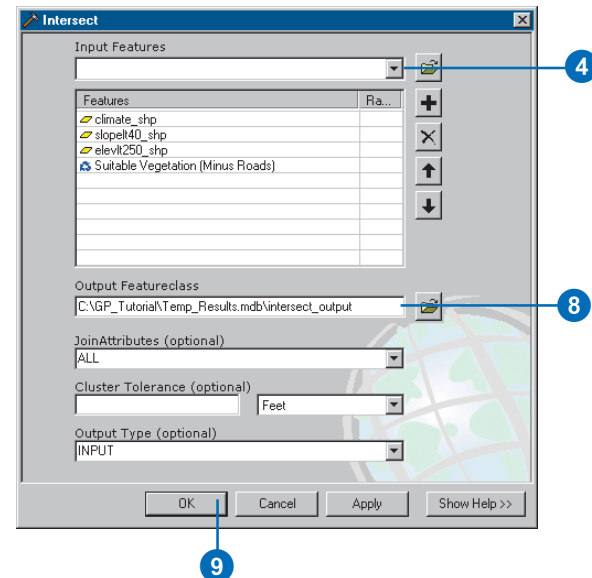 Intersect
Input Features
4
Features Ra...
climate_shp
slopelt40_shp
elevlt250_shp
Suitable Vegetation (Minus Roads)
Output Featureclass
C:\GP_Tutorial\Temp_Results.mdb\intersect_output
8
JoinAttributes (optional)
ALL
Cluster Tolerance (optional)
Feet
Output Type (optional)
INPUT
OK Cancel Apply Show Help >>
9